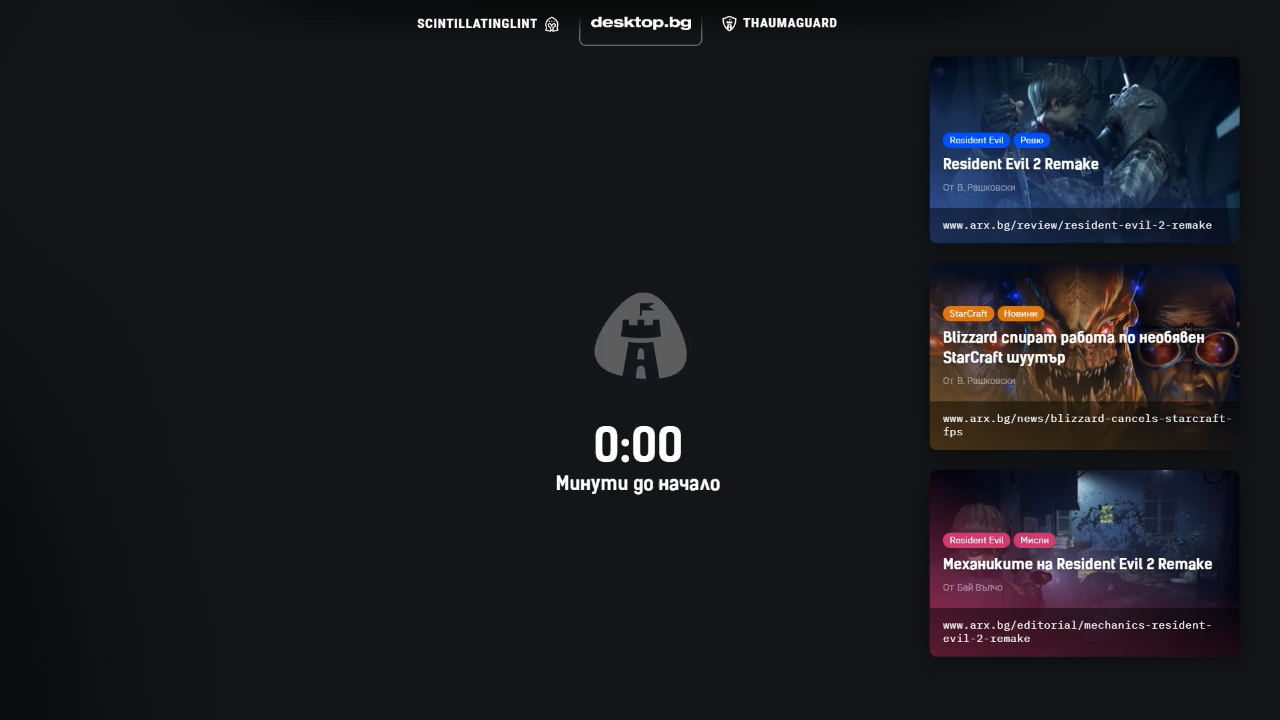 SCINTILLATINGLINT
desktop.bg
THAUMAGUARD
Resident Evil
Ревю
Resident Evil 2 Remake
От В. Рашковски
www.arx.bg/review/resident-evil-2-remake
StarCraft
Новини
Blizzard спират работа по необявен
StarCraft шуутър
От В. Рашковски
www.arx.bg/news/blizzard-cancels-starcraft-
fps
0:00
Минути до начало
Resident Evil
Мисли
Механиките на Resident Evil 2 Remake
От Бай Вълчо
www.arx.bg/editorial/mechanics-resident-
evil-2-remake